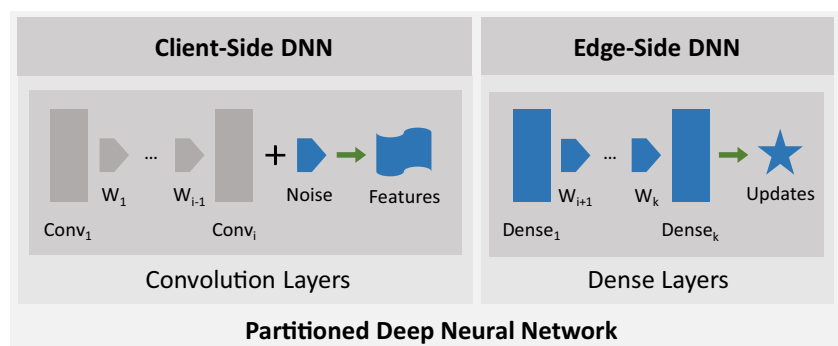 Client-Side DNN
Edge-Side DNN
... + ...
W₁ Wᵢ₋₁ Noise Features
Conv₁ Convᵢ
Wᵢ₊₁ Wₖ Updates
Dense₁ Denseₖ
Convolution Layers
Dense Layers
Partitioned Deep Neural Network